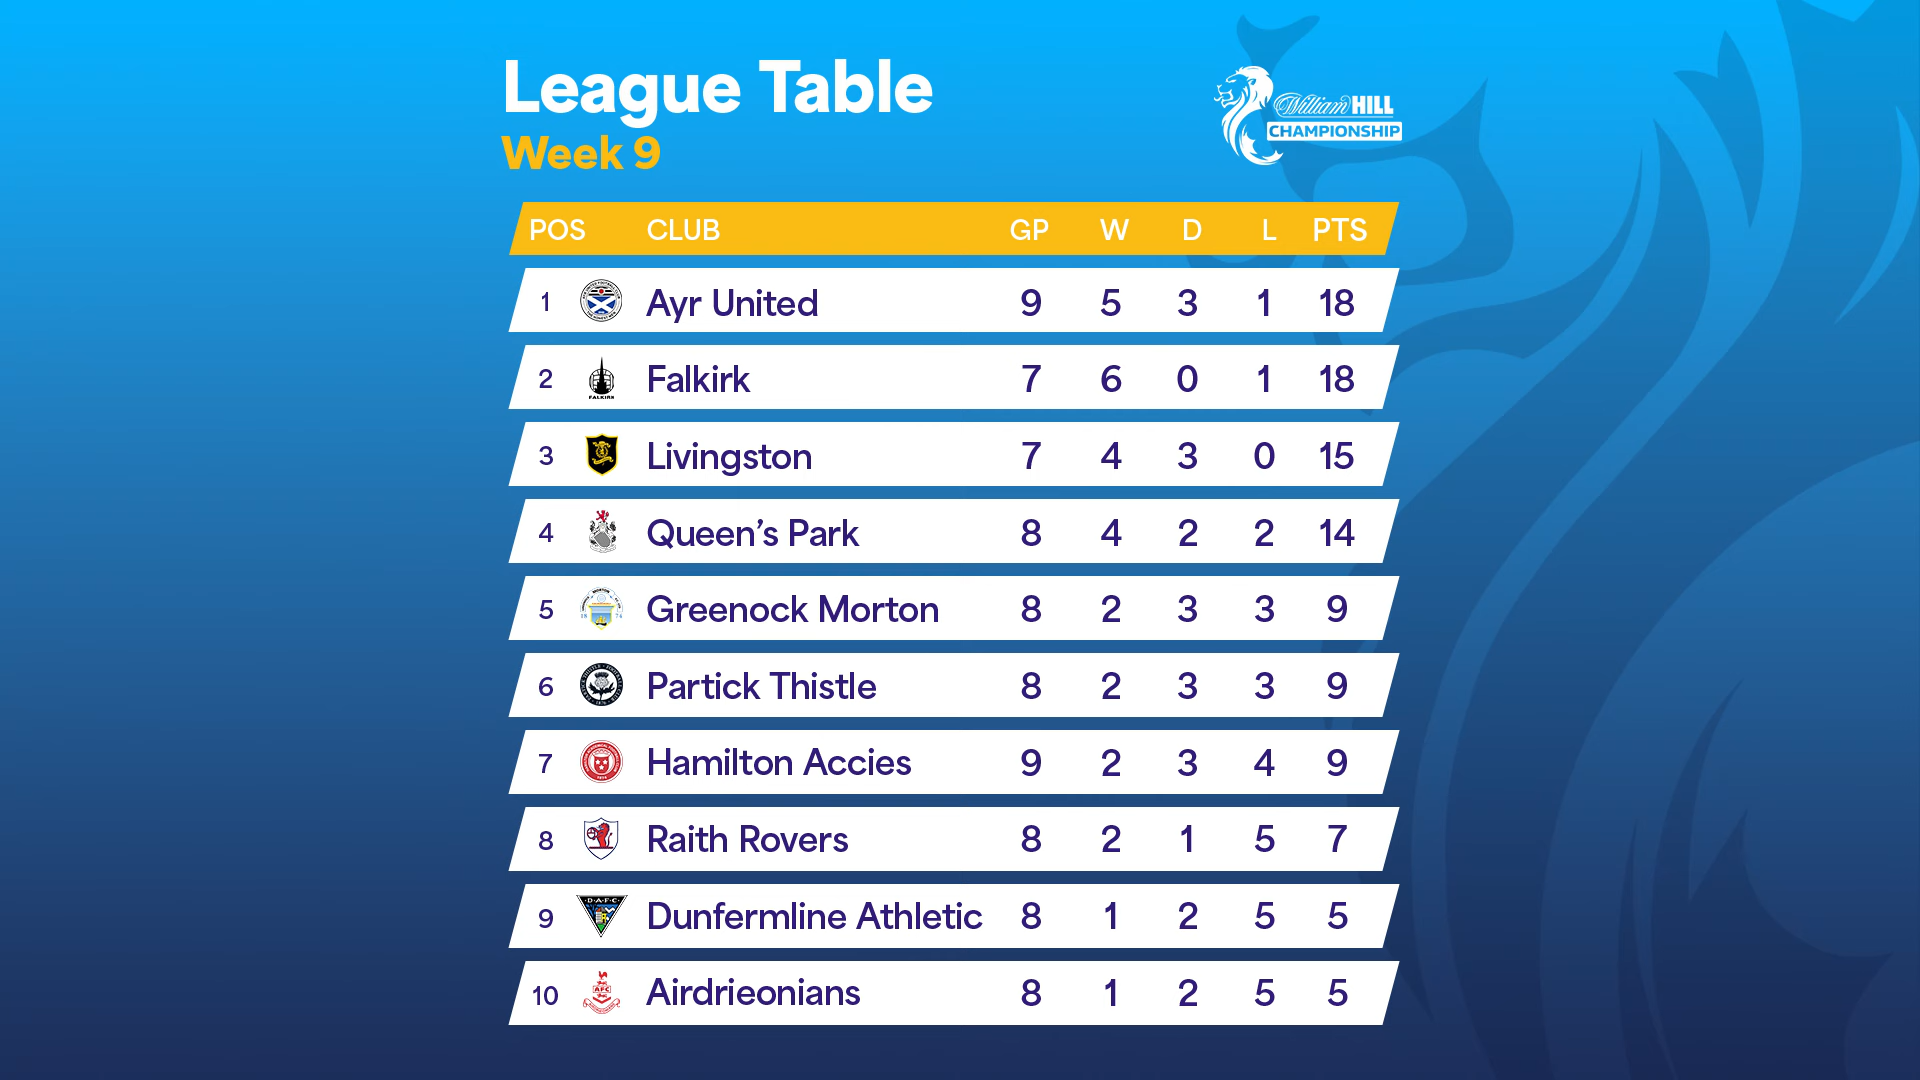 League Table
Week 9
William HILL
CHAMPIONSHIP
POS CLUB GP W D L PTS
1 Ayr United 9 5 3 1 18
2 FALKIRK Falkirk 7 6 0 1 18
3 Livingston 7 4 3 0 15
4 Queen’s Park 8 4 2 2 14
5 Greenock Morton 8 2 3 3 9
6 Partick Thistle 8 2 3 3 9
7 Hamilton Accies 9 2 3 4 9
8 Raith Rovers 8 2 1 5 7
9 D.A.F.C. Dunfermline Athletic 8 1 2 5 5
10 AFC Airdrieonians 8 1 2 5 5